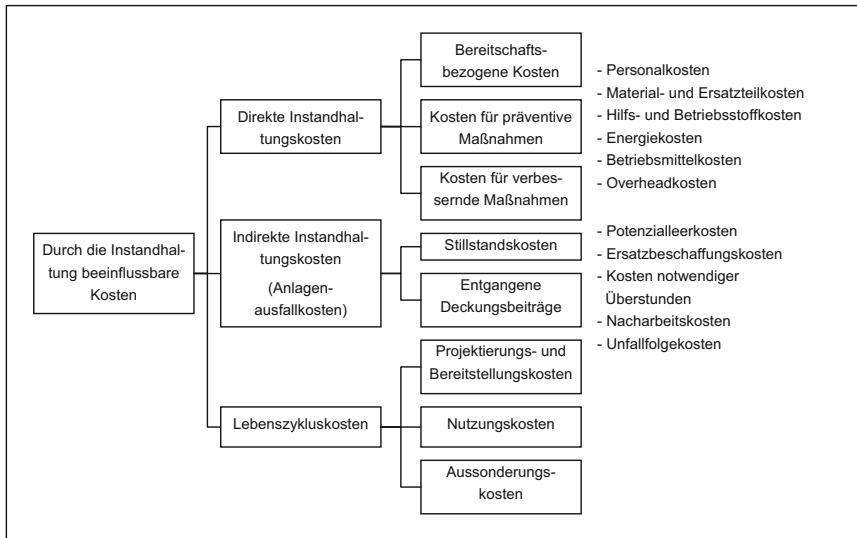 Durch die Instandhal-
tung beeinflussbare
Kosten
Direkte Instandhal-
tungskosten
Bereitschafts-
bezogene Kosten
Kosten für präventive
Maßnahmen
Kosten für verbes-
sernde Maßnahmen
- Personalkosten
- Material- und Ersatzteilkosten
- Hilfs- und Betriebsstoffkosten
- Energiekosten
- Betriebsmittelkosten
- Overheadkosten
Indirekte Instandhal-
tungskosten
(Anlagen-
ausfallkosten)
Stillstandskosten
Entgangene
Deckungsbeiträge
- Potenzialleerkosten
- Ersatzbeschaffungskosten
- Kosten notwendiger
Überstunden
- Nacharbeitskosten
- Unfallfolgekosten
Lebenszykluskosten
Projektierungs- und
Bereitstellungskosten
Nutzungskosten
Aussonderungs-
kosten